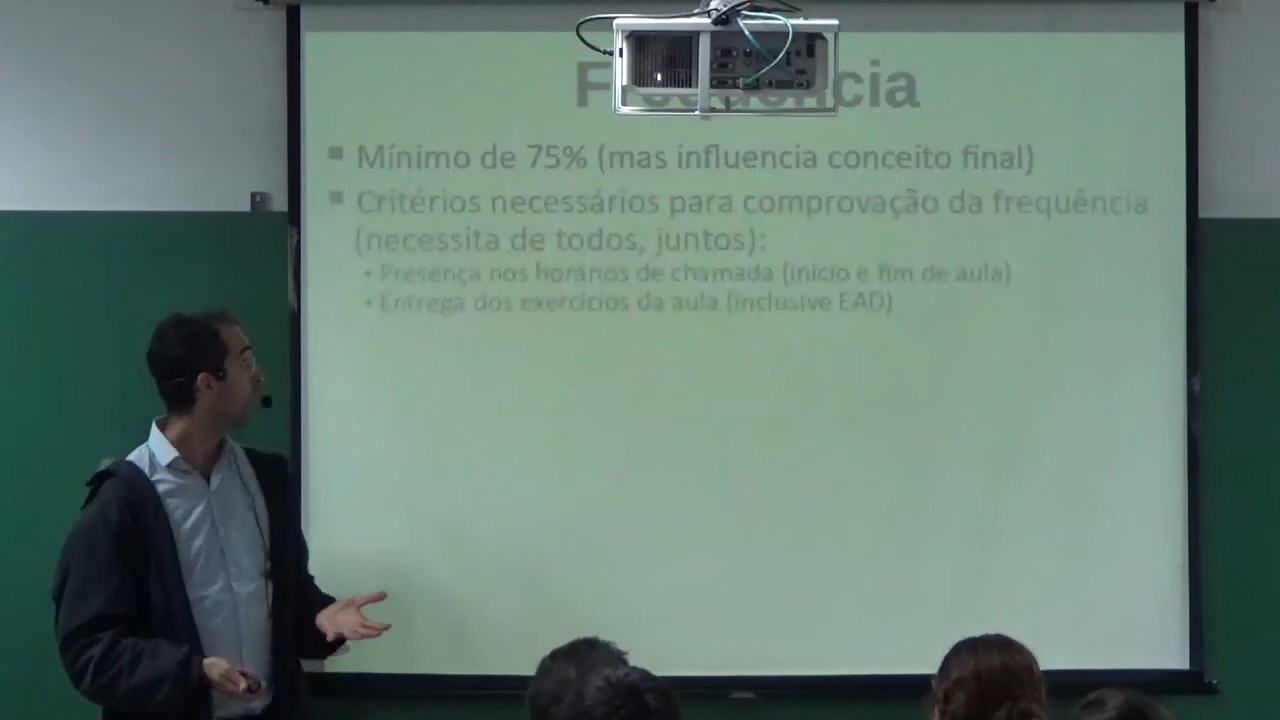 Frequência
Mínimo de 75% (mas influencia conceito final)
Critérios necessários para comprovação da frequência
(necessita de todos, juntos):
Presença nos horários de chamada (início e fim de aula)
Entrega dos exercícios da aula (inclusive EAD)